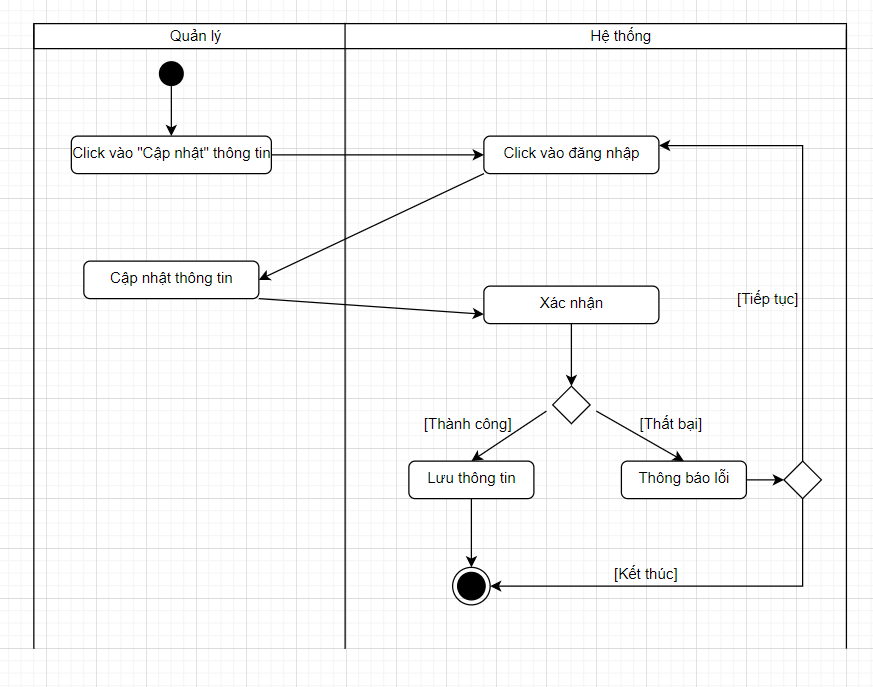 Quản lý
Hệ thống
Click vào "Cập nhật" thông tin
Click vào đăng nhập
Cập nhật thông tin
Xác nhận
[Tiếp tục]
[Thành công]
[Thất bại]
Lưu thông tin
Thông báo lỗi
[Kết thúc]